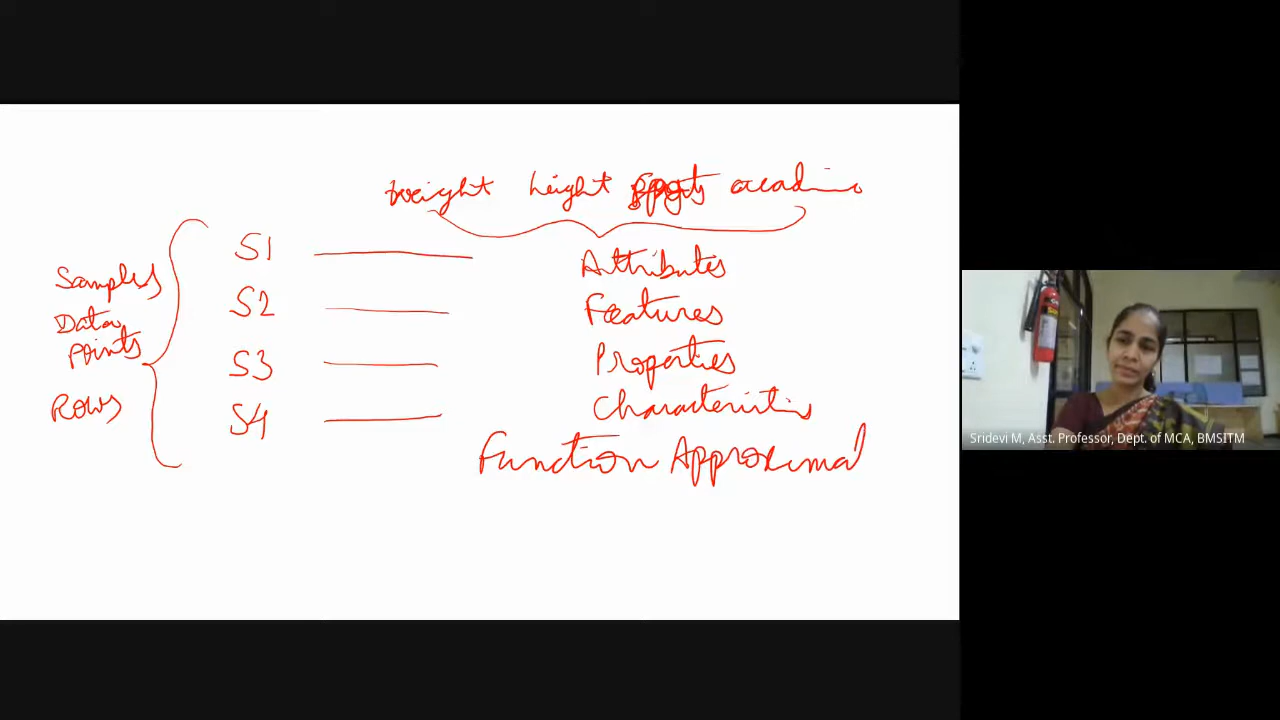 weight height sports academic
S1
Attributes
Samples
S2
Features
Data
Points
S3
Properties
Rows
S4
Characteristics
Function Approximal
Sridevi M, Asst. Professor, Dept. of MCA, BMSITM